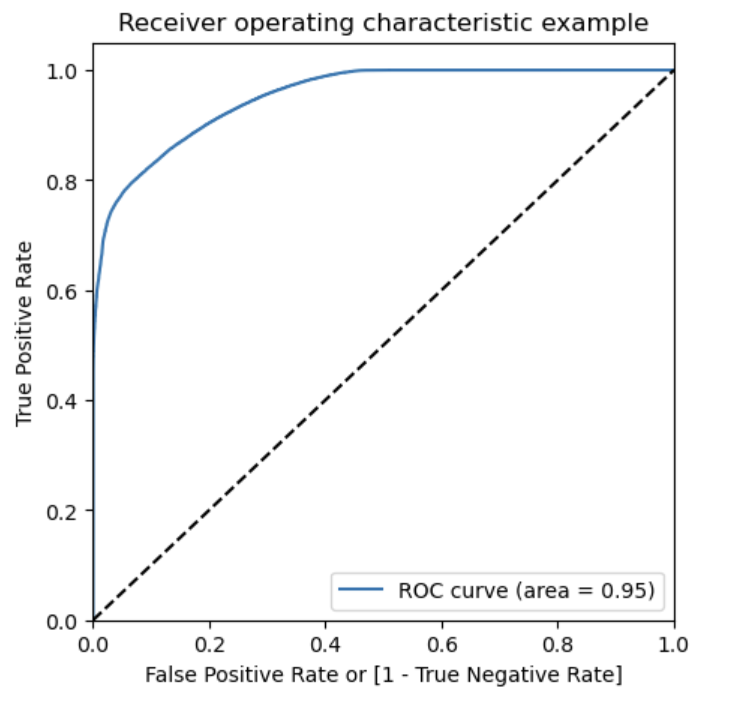 Receiver operating characteristic example
True Positive Rate
1.0
0.8
0.6
0.4
0.2
0.0
ROC curve (area = 0.95)
0.0 0.2 0.4 0.6 0.8 1.0
False Positive Rate or [1 - True Negative Rate]